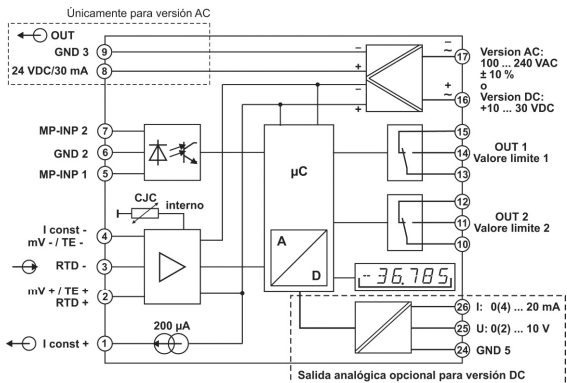 Únicamente para versión AC
OUT
GND 3
9
24 VDC/30 mA
8
–
+
–
+
–
~
17
+
~
16
Version AC:
100 ... 240 VAC
± 10 %
o
Version DC:
+10 ... 30 VDC
MP-INP 2
7
GND 2
6
MP-INP 1
5
µC
15
14
13
OUT 1
Valore limite 1
CJC
interno
12
11
10
OUT 2
Valore limite 2
I const -
mV - / TE -
4
RTD -
3
mV + / TE +
RTD +
2
A
D
-36.785
200 µA
I const +
1
26
I: 0(4) ... 20 mA
25
U: 0(2) ... 10 V
24
GND 5
Salida analógica opcional para versión DC